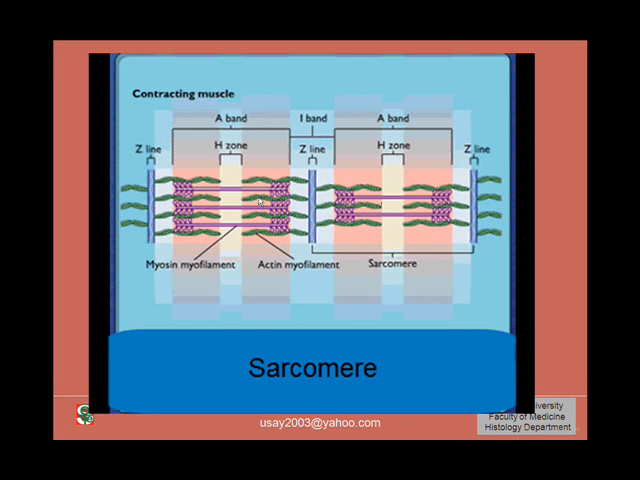 Contracting muscle
A band I band A band
Z line H zone Z line H zone Z line
Myosin myofilament Actin myofilament Sarcomere
Sarcomere
iversity
Faculty of Medicine
Histology Department
usay2003@yahoo.com